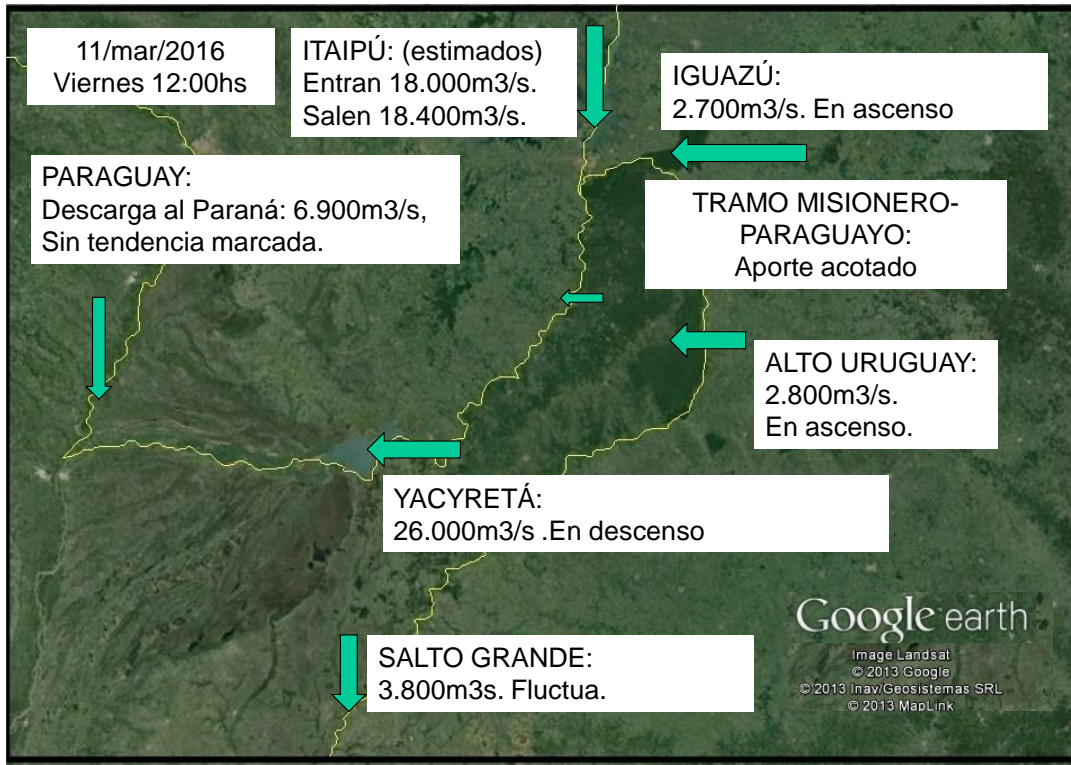 11/mar/2016
Viernes 12:00hs
ITAIPÚ: (estimados)
Entran 18.000m3/s.
Salen 18.400m3/s.
IGUAZÚ:
2.700m3/s. En ascenso
PARAGUAY:
Descarga al Paraná: 6.900m3/s,
Sin tendencia marcada.
TRAMO MISIONERO-
PARAGUAYO:
Aporte acotado
ALTO URUGUAY:
2.800m3/s.
En ascenso.
YACYRETÁ:
26.000m3/s .En descenso
SALTO GRANDE:
3.800m3s. Fluctua.
Google earth
Image Landsat
© 2013 Google
© 2013 Inav/Geosistemas SRL
© 2013 MapLink